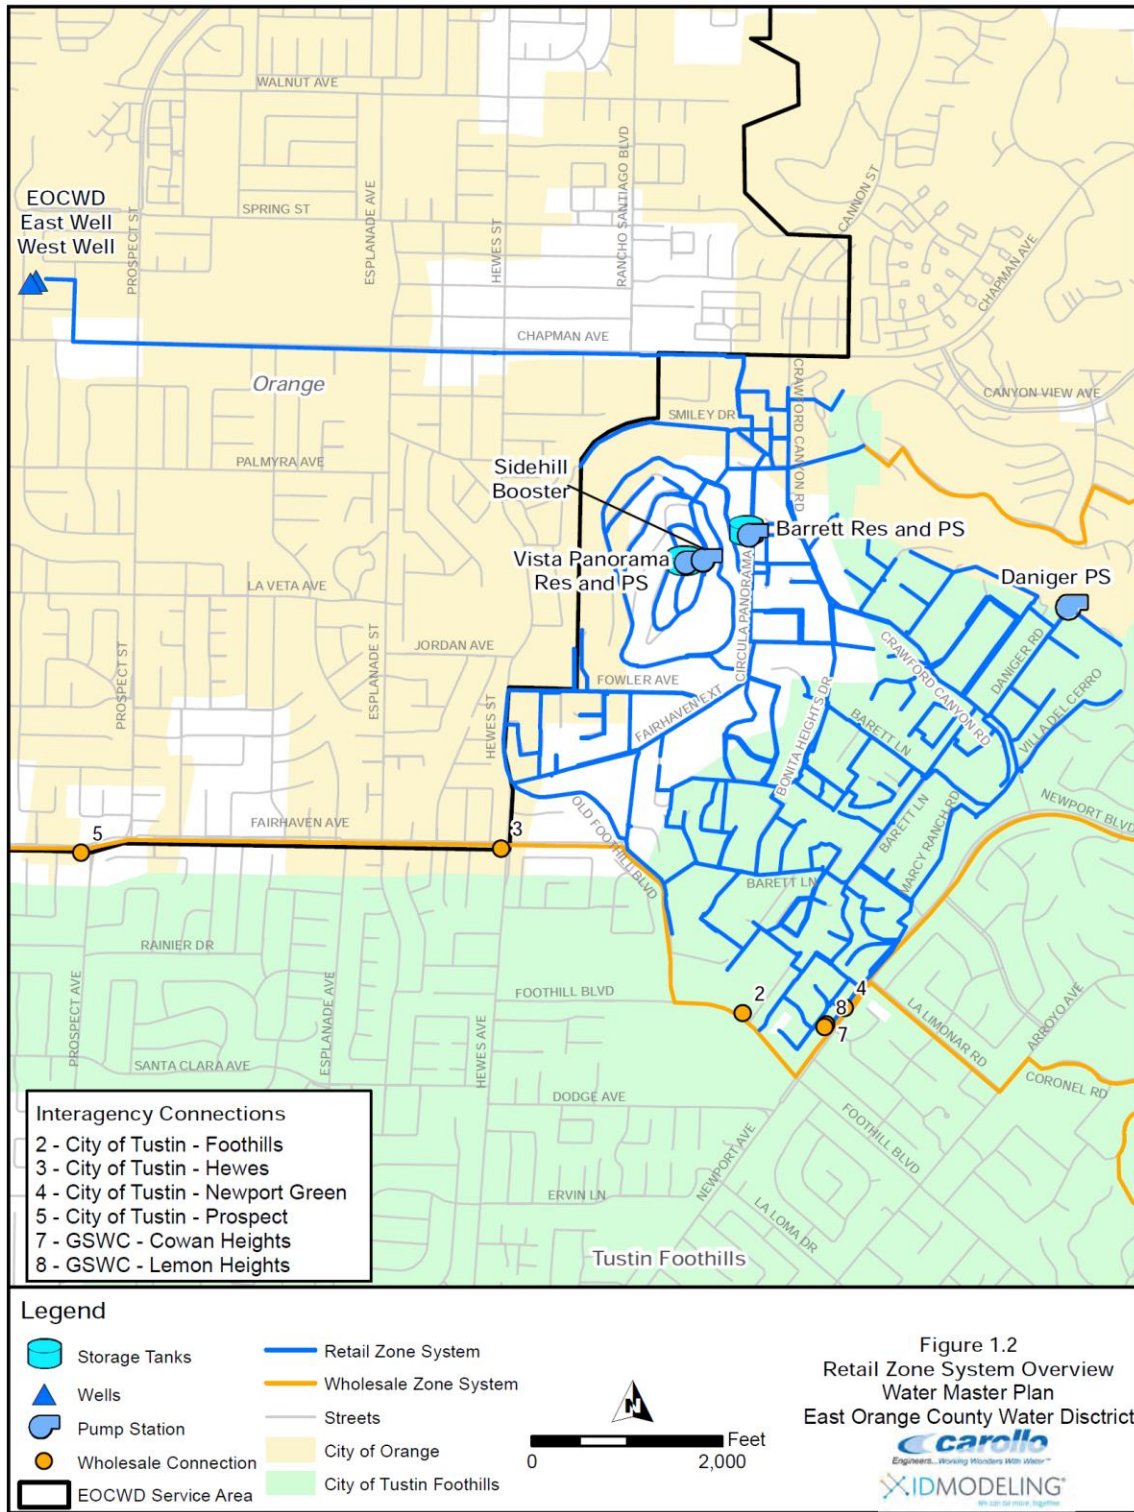 WALNUT AVE
SPRING ST
PROSPECT ST
ESPLANADE AVE
HEWES ST
RANCHO SANTIAGO BLVD
CANNON ST
CHAPMAN AVE
EOCWD
East Well
West Well
CHAPMAN AVE
Orange
CANYON VIEW AVE
CRAWFORD CANYON RD
SMILEY DR
PALMYRA AVE
Sidehill
Booster
Barrett Res and PS
Vista Panorama
Res and PS
Daniger PS
LA VETA AVE
JORDAN AVE
PROSPECT ST
ESPLANADE ST
HEWES ST
FOWLER AVE
FAIRHAVEN EXT
CIRCULA PANORAMA
BONITA HEIGHTS DR
CRAWFORD CANYON RD
DANIGER RD
VILLA DEL CERRO
BARETT LN
BARETT LN
MARCY RANCH RD
NEWPORT BLVD
FAIRHAVEN AVE
5
3
OLD FOOTHILL BLVD
BARETT LN
RAINIER DR
PROSPECT AVE
ESPLANADE AVE
HEWES AVE
FOOTHILL BLVD
2
4
8
7
LA LIMONAR RD
ARROYO AVE
CORONEL RD
SANTA CLARA AVE
DODGE AVE
FOOTHILL BLVD
NEWPORT AVE
ERVIN LN
LA LOMA DR
Tustin Foothills
Interagency Connections
2 - City of Tustin - Foothills
3 - City of Tustin - Hewes
4 - City of Tustin - Newport Green
5 - City of Tustin - Prospect
7 - GSWC - Cowan Heights
8 - GSWC - Lemon Heights
Legend
Storage Tanks
Wells
Pump Station
Wholesale Connection
EOCWD Service Area
Retail Zone System
Wholesale Zone System
Streets
City of Orange
City of Tustin Foothills
N
Feet
0 2,000
Figure 1.2
Retail Zone System Overview
Water Master Plan
East Orange County Water Disctrict
carollo
Engineers...Working Wonders With Water™
IDMODELING®
We can be more, together